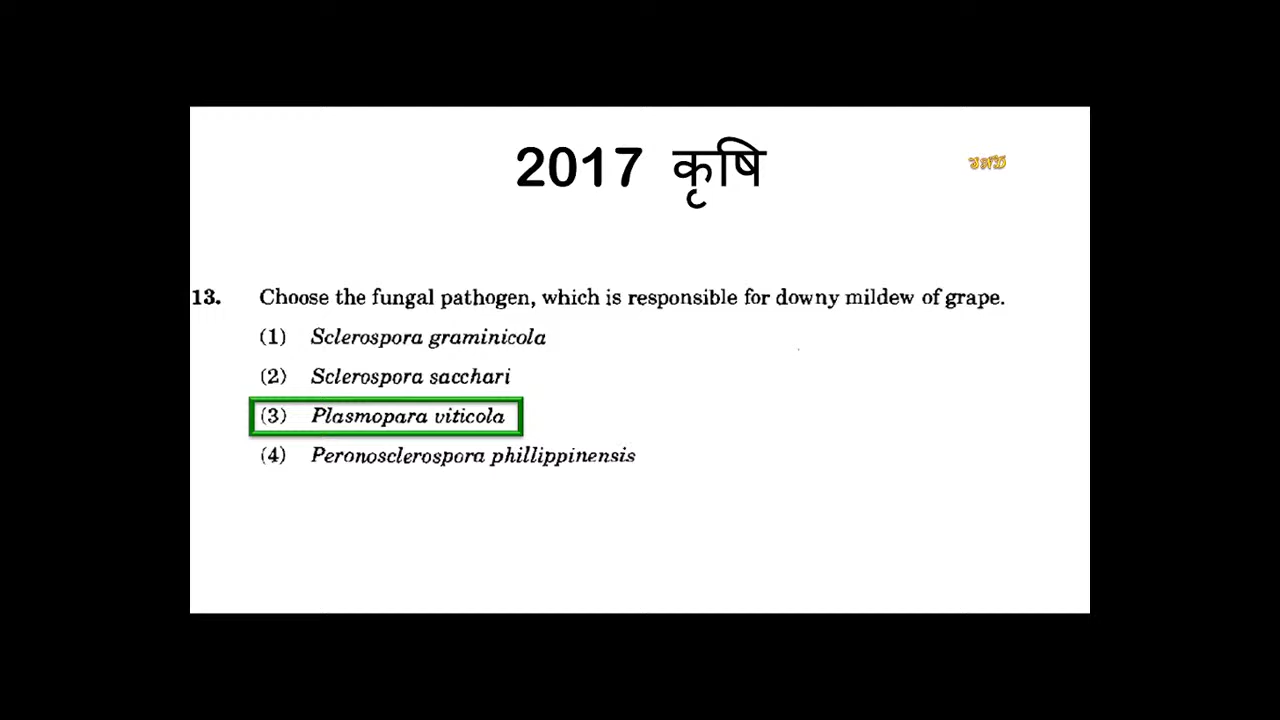 2017 कृषि
13. Choose the fungal pathogen, which is responsible for downy mildew of grape.
(1) Sclerospora graminicola
(2) Sclerospora sacchari
(3) Plasmopara viticola
(4) Peronosclerospora phillippinensis